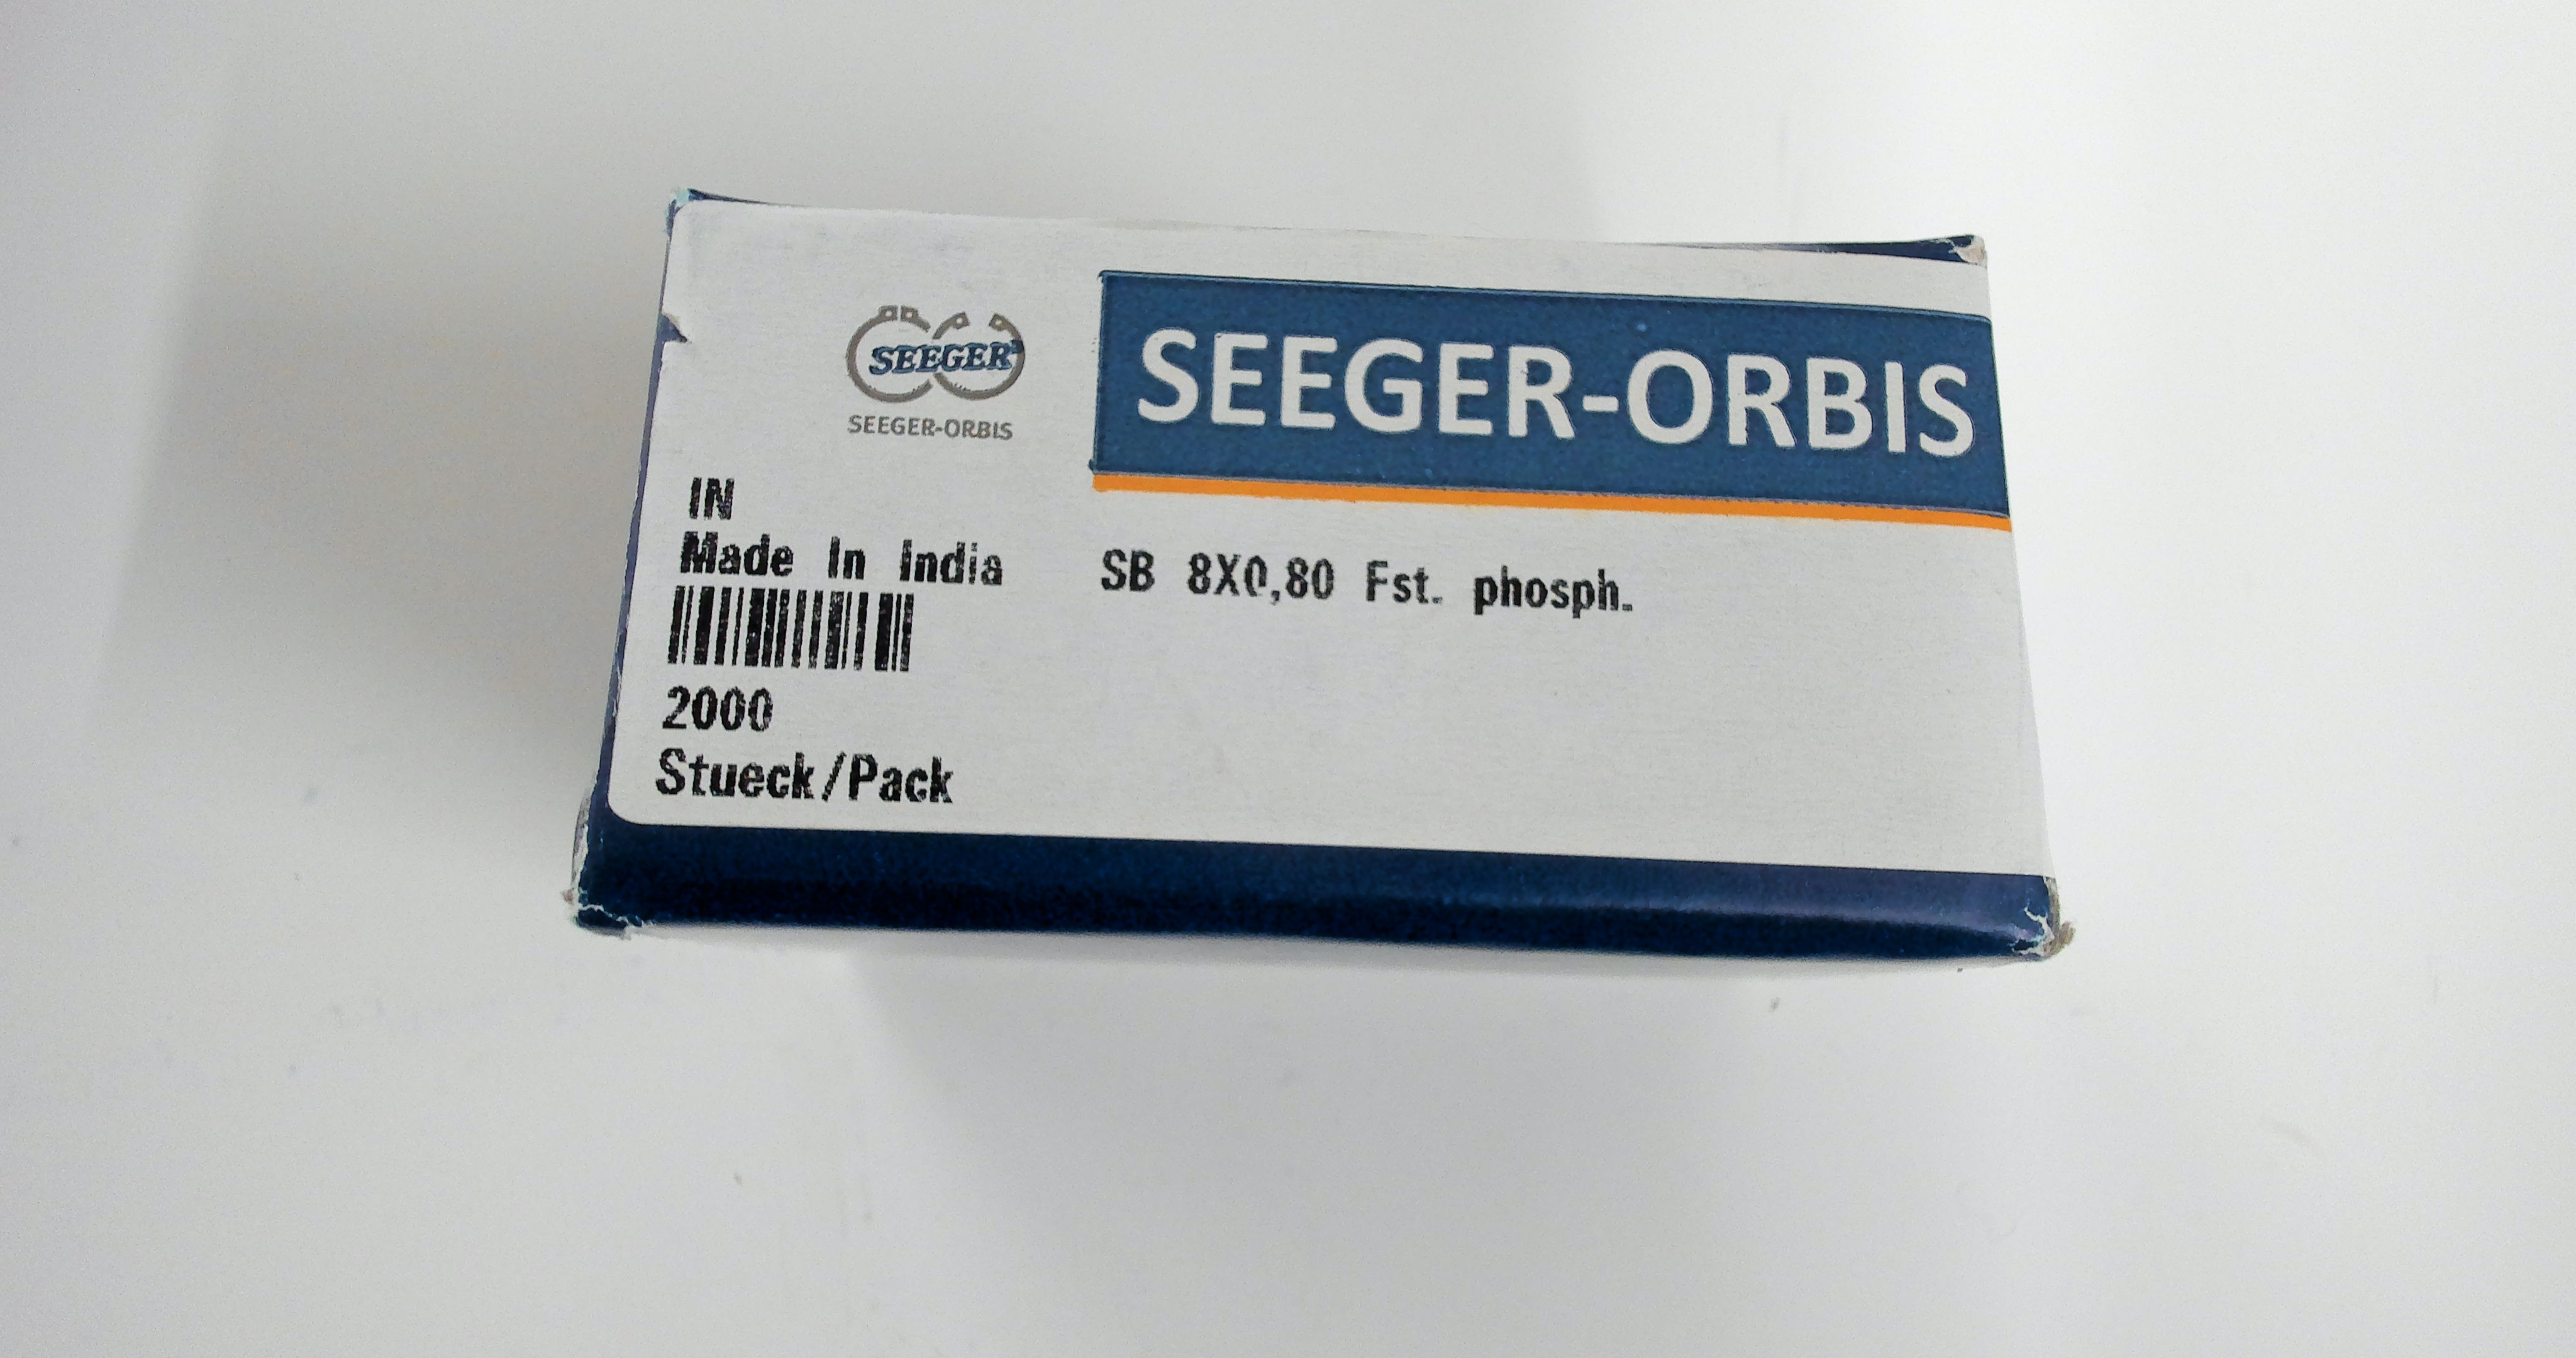 SEEGER
SEEGER-ORBIS
SEEGER-ORBIS
IN
Made In India
SB 8X0,80 Fst. phosph.
2000
Stueck/Pack